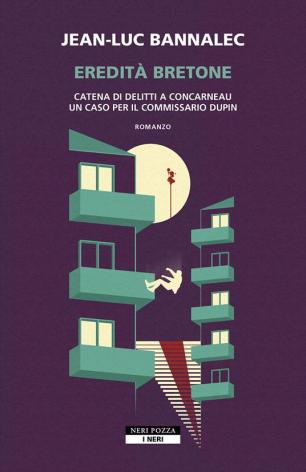 JEAN-LUC BANNALEC
EREDITÀ BRETONE
CATENA DI DELITTI A CONCARNEAU
UN CASO PER IL COMMISSARIO DUPIN
ROMANZO
NERI POZZA
I NERI